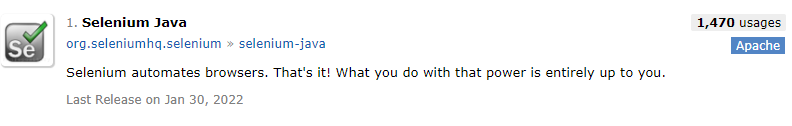 1. Selenium Java 1,470 usages
org.seleniumhq.selenium » selenium-java Apache
Selenium automates browsers. That's it! What you do with that power is entirely up to you.
Last Release on Jan 30, 2022
Se